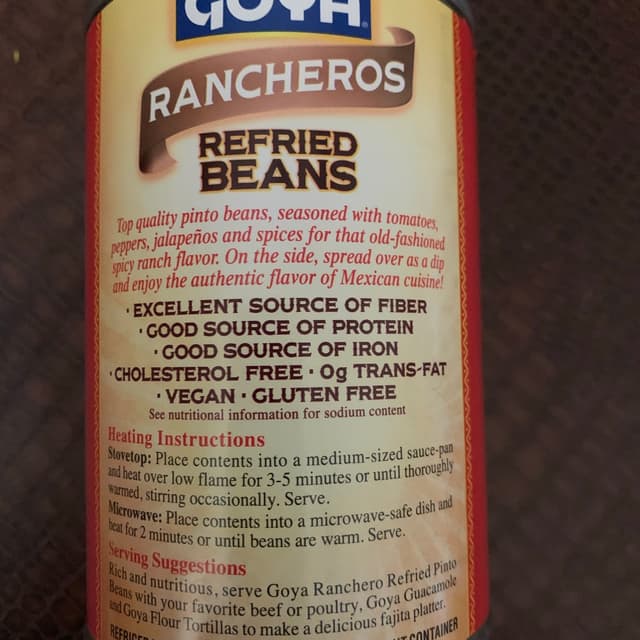 GOYA
RANCHEROS
REFRIED
BEANS
Top quality pinto beans, seasoned with tomatoes,
peppers, jalapeños and spices for that old-fashioned
spicy ranch flavor. On the side, spread over as a dip
and enjoy the authentic flavor of Mexican cuisine!
· EXCELLENT SOURCE OF FIBER
· GOOD SOURCE OF PROTEIN
· GOOD SOURCE OF IRON
· CHOLESTEROL FREE · 0g TRANS-FAT
· VEGAN · GLUTEN FREE
See nutritional information for sodium content
Heating Instructions
Stovetop: Place contents into a medium-sized sauce-pan
and heat over low flame for 3-5 minutes or until thoroughly
warmed, stirring occasionally. Serve.
Microwave: Place contents into a microwave-safe dish and
heat for 2 minutes or until beans are warm. Serve.
Serving Suggestions
Rich and nutritious, serve Goya Ranchero Refried Pinto
Beans with your favorite beef or poultry, Goya Guacamole
and Goya Flour Tortillas to make a delicious fajita platter.
CONTAINER